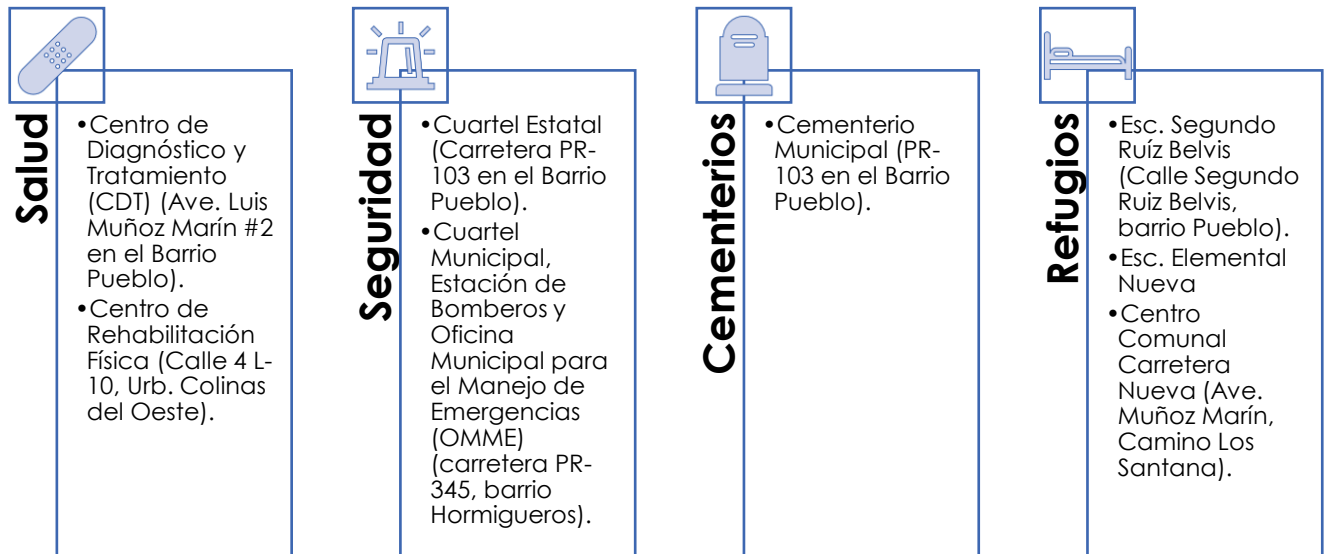 Salud
•Centro de
Diagnóstico y
Tratamiento
(CDT) (Ave. Luis
Muñoz Marín #2
en el Barrio
Pueblo).
•Centro de
Rehabilitación
Física (Calle 4 L-
10, Urb. Colinas
del Oeste).
Seguridad
•Cuartel Estatal
(Carretera PR-
103 en el Barrio
Pueblo).
•Cuartel
Municipal,
Estación de
Bomberos y
Oficina
Municipal para
el Manejo de
Emergencias
(OMME)
(carretera PR-
345, barrio
Hormigueros).
Cementerios
•Cementerio
Municipal (PR-
103 en el Barrio
Pueblo).
Refugios
•Esc. Segundo
Ruíz Belvis
(Calle Segundo
Ruiz Belvis,
barrio Pueblo).
•Esc. Elemental
Nueva
•Centro
Comunal
Carretera
Nueva (Ave.
Muñoz Marín,
Camino Los
Santana).